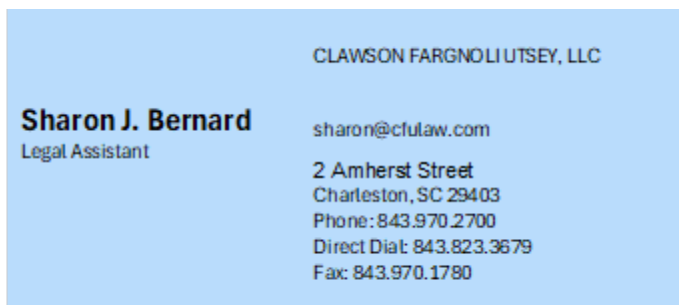 CLAWSON FARGNOLI UTSEY, LLC
Sharon J. Bernard
Legal Assistant
sharon@cfulaw.com
2 Amherst Street
Charleston, SC 29403
Phone: 843.970.2700
Direct Dial: 843.823.3679
Fax: 843.970.1780